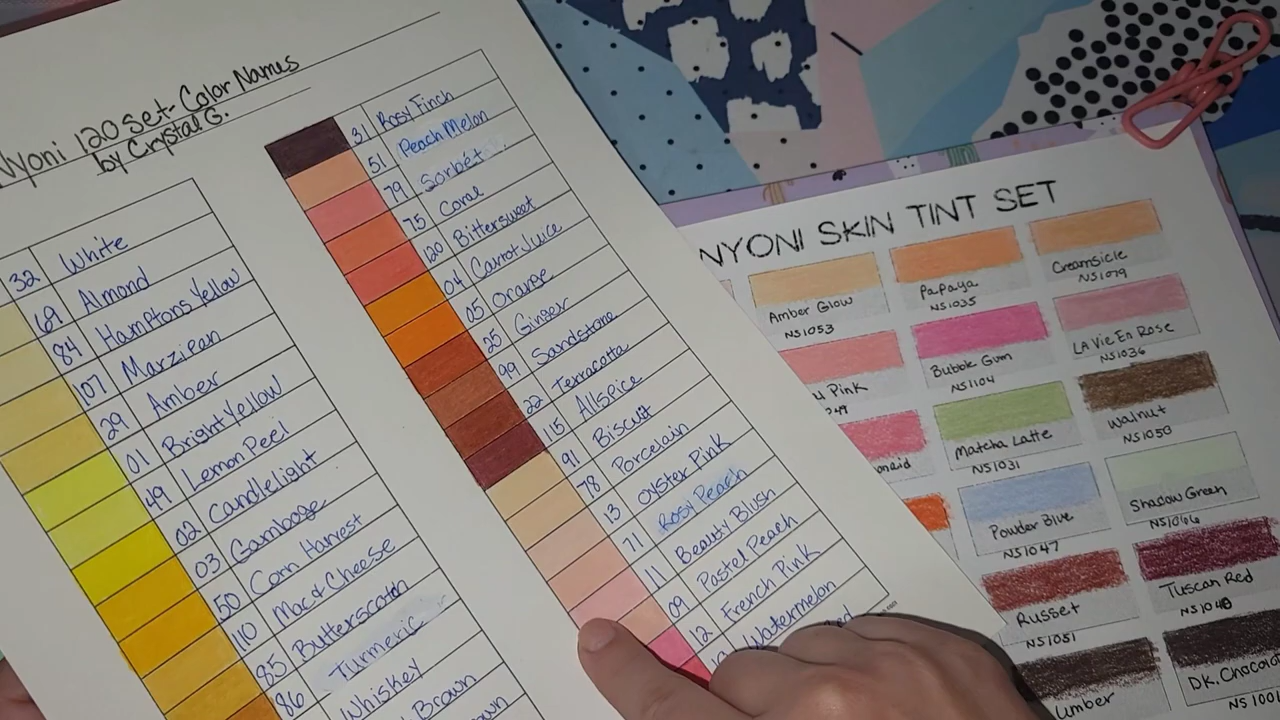 Nyoni 120 Set- Color Names
by Crystal G.
32 White
69 Almond
84 Hamptons Yellow
107 Marzipan
29 Amber
01 Bright Yellow
49 Lemon Peel
02 Candlelight
03 Gamboge
50 Corn Harvest
110 Mac & Cheese
85 Butterscotch
86 Turmeric
Whiskey
Brown
31 Rosy Finch
51 Peach Melon
79 Sorbet
75 Coral
120 Bittersweet
04 Carrot Juice
05 Orange
25 Ginger
99 Sandstone
22 Terracotta
115 Allspice
91 Biscuit
78 Porcelain
13 Oyster Pink
71 Rosy Peach
11 Beauty Blush
09 Pastel Peach
12 French Pink
Watermelon
NYONI SKIN TINT SET
Amber Glow
NS1053
Papaya
NS1035
Creamsicle
NS1079
Pink
Bubble Gum
NS1104
La Vie En Rose
NS1036
Matcha Latte
NS1031
Walnut
NS1050
Powder Blue
NS1047
Shadow Green
NS1046
Russet
NS1051
Tuscan Red
NS1040
Umber
DK. Chocolat
NS1001